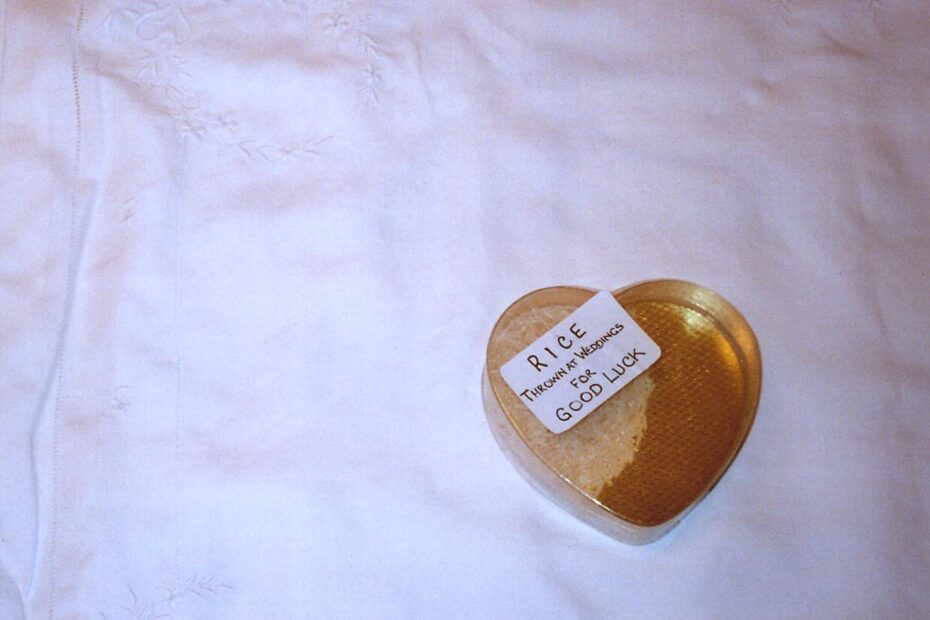 RICE
THROWN AT WEDDINGS
FOR
GOOD LUCK